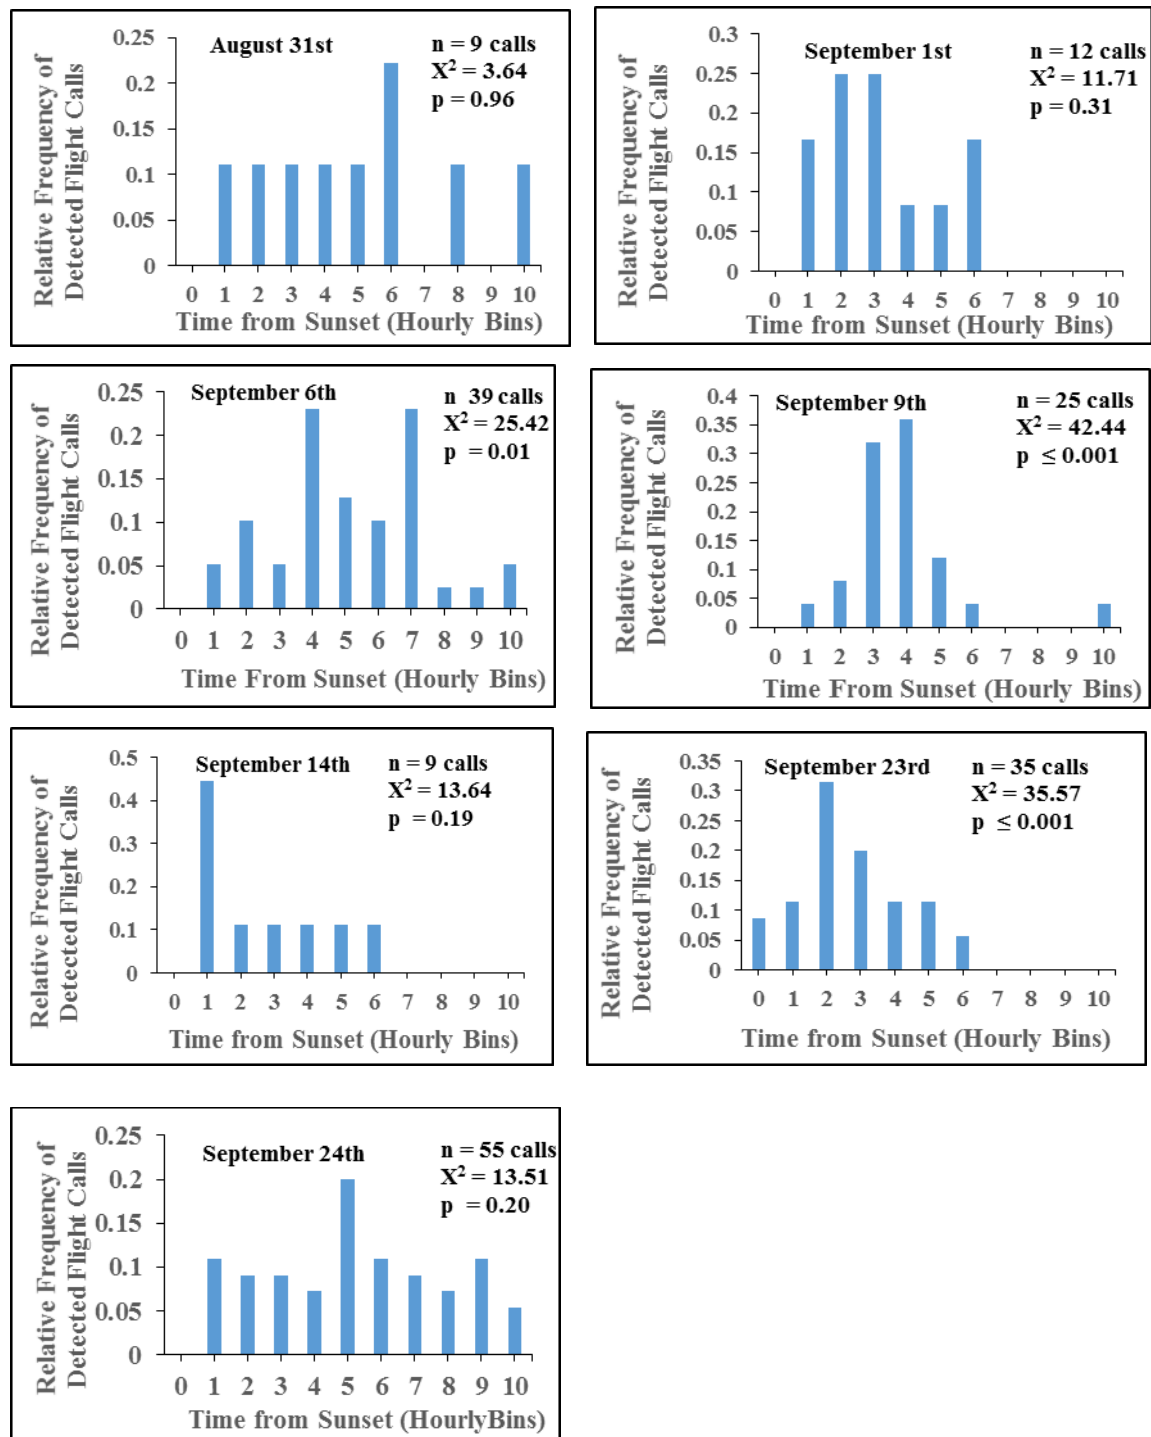 August 31st
n = 9 calls
X² = 3.64
p = 0.96
Relative Frequency of
Detected Flight Calls
0.25
0.2
0.15
0.1
0.05
0
0 1 2 3 4 5 6 7 8 9 10
Time from Sunset (Hourly Bins)
September 1st
n = 12 calls
X² = 11.71
p = 0.31
Relative Frequency of
Detected Flight Calls
0.3
0.25
0.2
0.15
0.1
0.05
0
0 1 2 3 4 5 6 7 8 9 10
Time from Sunset (Hourly Bins)
September 6th
n 39 calls
X² = 25.42
p = 0.01
Relative Frequency of
Detected Flight Calls
0.25
0.2
0.15
0.1
0.05
0
0 1 2 3 4 5 6 7 8 9 10
Time From Sunset (Hourly Bins)
September 9th
n = 25 calls
X² = 42.44
p ≤ 0.001
Relative Frequency of
Detected Flight Calls
0.4
0.35
0.3
0.25
0.2
0.15
0.1
0.05
0
0 1 2 3 4 5 6 7 8 9 10
Time From Sunset (Hourly Bins)
September 14th
n = 9 calls
X² = 13.64
p = 0.19
Relative Frequency of
Detected Flight Calls
0.5
0.4
0.3
0.2
0.1
0
0 1 2 3 4 5 6 7 8 9 10
Time from Sunset (Hourly Bins)
September 23rd
n = 35 calls
X² = 35.57
p ≤ 0.001
Relative Frequency of
Detected Flight Calls
0.35
0.3
0.25
0.2
0.15
0.1
0.05
0
0 1 2 3 4 5 6 7 8 9 10
Time from Sunset (Hourly Bins)
September 24th
n = 55 calls
X² = 13.51
p = 0.20
Relative Frequency of
Detected Flight Calls
0.25
0.2
0.15
0.1
0.05
0
0 1 2 3 4 5 6 7 8 9 10
Time from Sunset (HourlyBins)